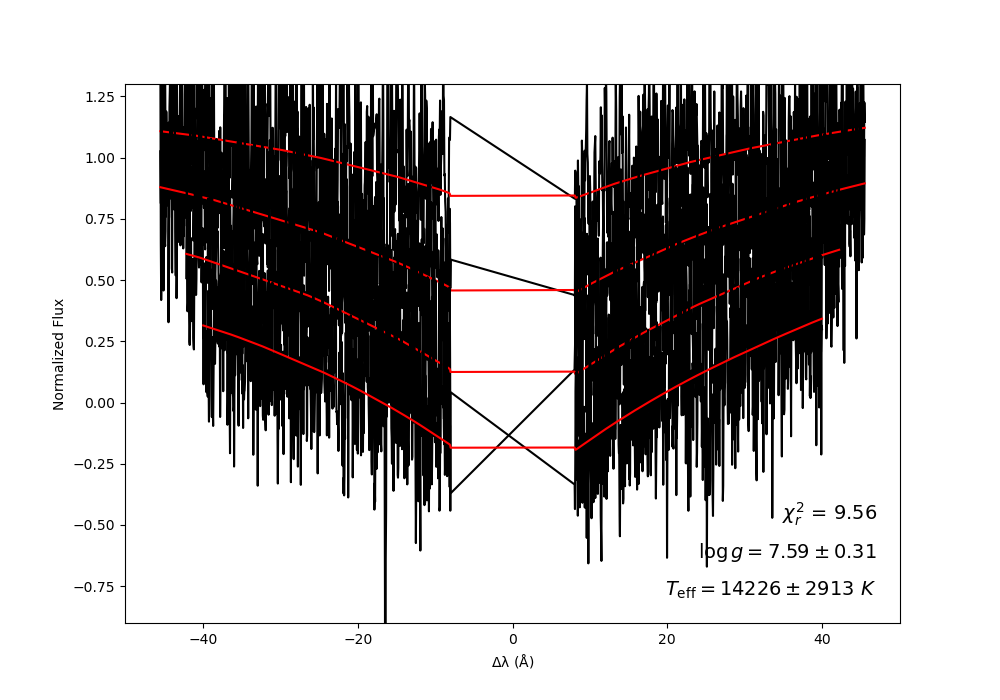 Normalized Flux
1.25
1.00
0.75
0.50
0.25
0.00
−0.25
−0.50
−0.75
χ²ᵣ = 9.56
log g = 7.59 ± 0.31
T_eff = 14226 ± 2913 K
−40
−20
0
20
40
Δλ (Å)